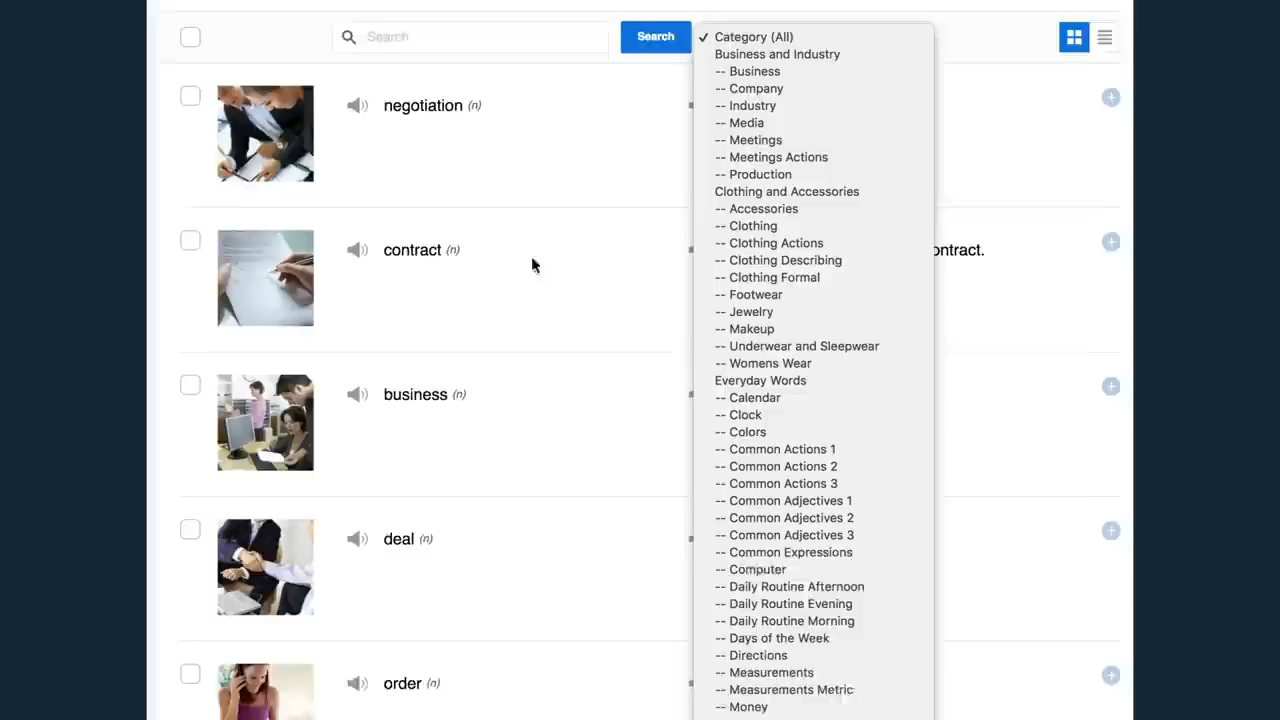 Search
Search
✓ Category (All)
Business and Industry
-- Business
-- Company
-- Industry
-- Media
-- Meetings
-- Meetings Actions
-- Production
Clothing and Accessories
-- Accessories
-- Clothing
-- Clothing Actions
-- Clothing Describing
-- Clothing Formal
-- Footwear
-- Jewelry
-- Makeup
-- Underwear and Sleepwear
-- Womens Wear
Everyday Words
-- Calendar
-- Clock
-- Colors
-- Common Actions 1
-- Common Actions 2
-- Common Actions 3
-- Common Adjectives 1
-- Common Adjectives 2
-- Common Adjectives 3
-- Common Expressions
-- Computer
-- Daily Routine Afternoon
-- Daily Routine Evening
-- Daily Routine Morning
-- Days of the Week
-- Directions
-- Measurements
-- Measurements Metric
-- Money
negotiation (n)
contract (n)
ontract.
business (n)
deal (n)
order (n)